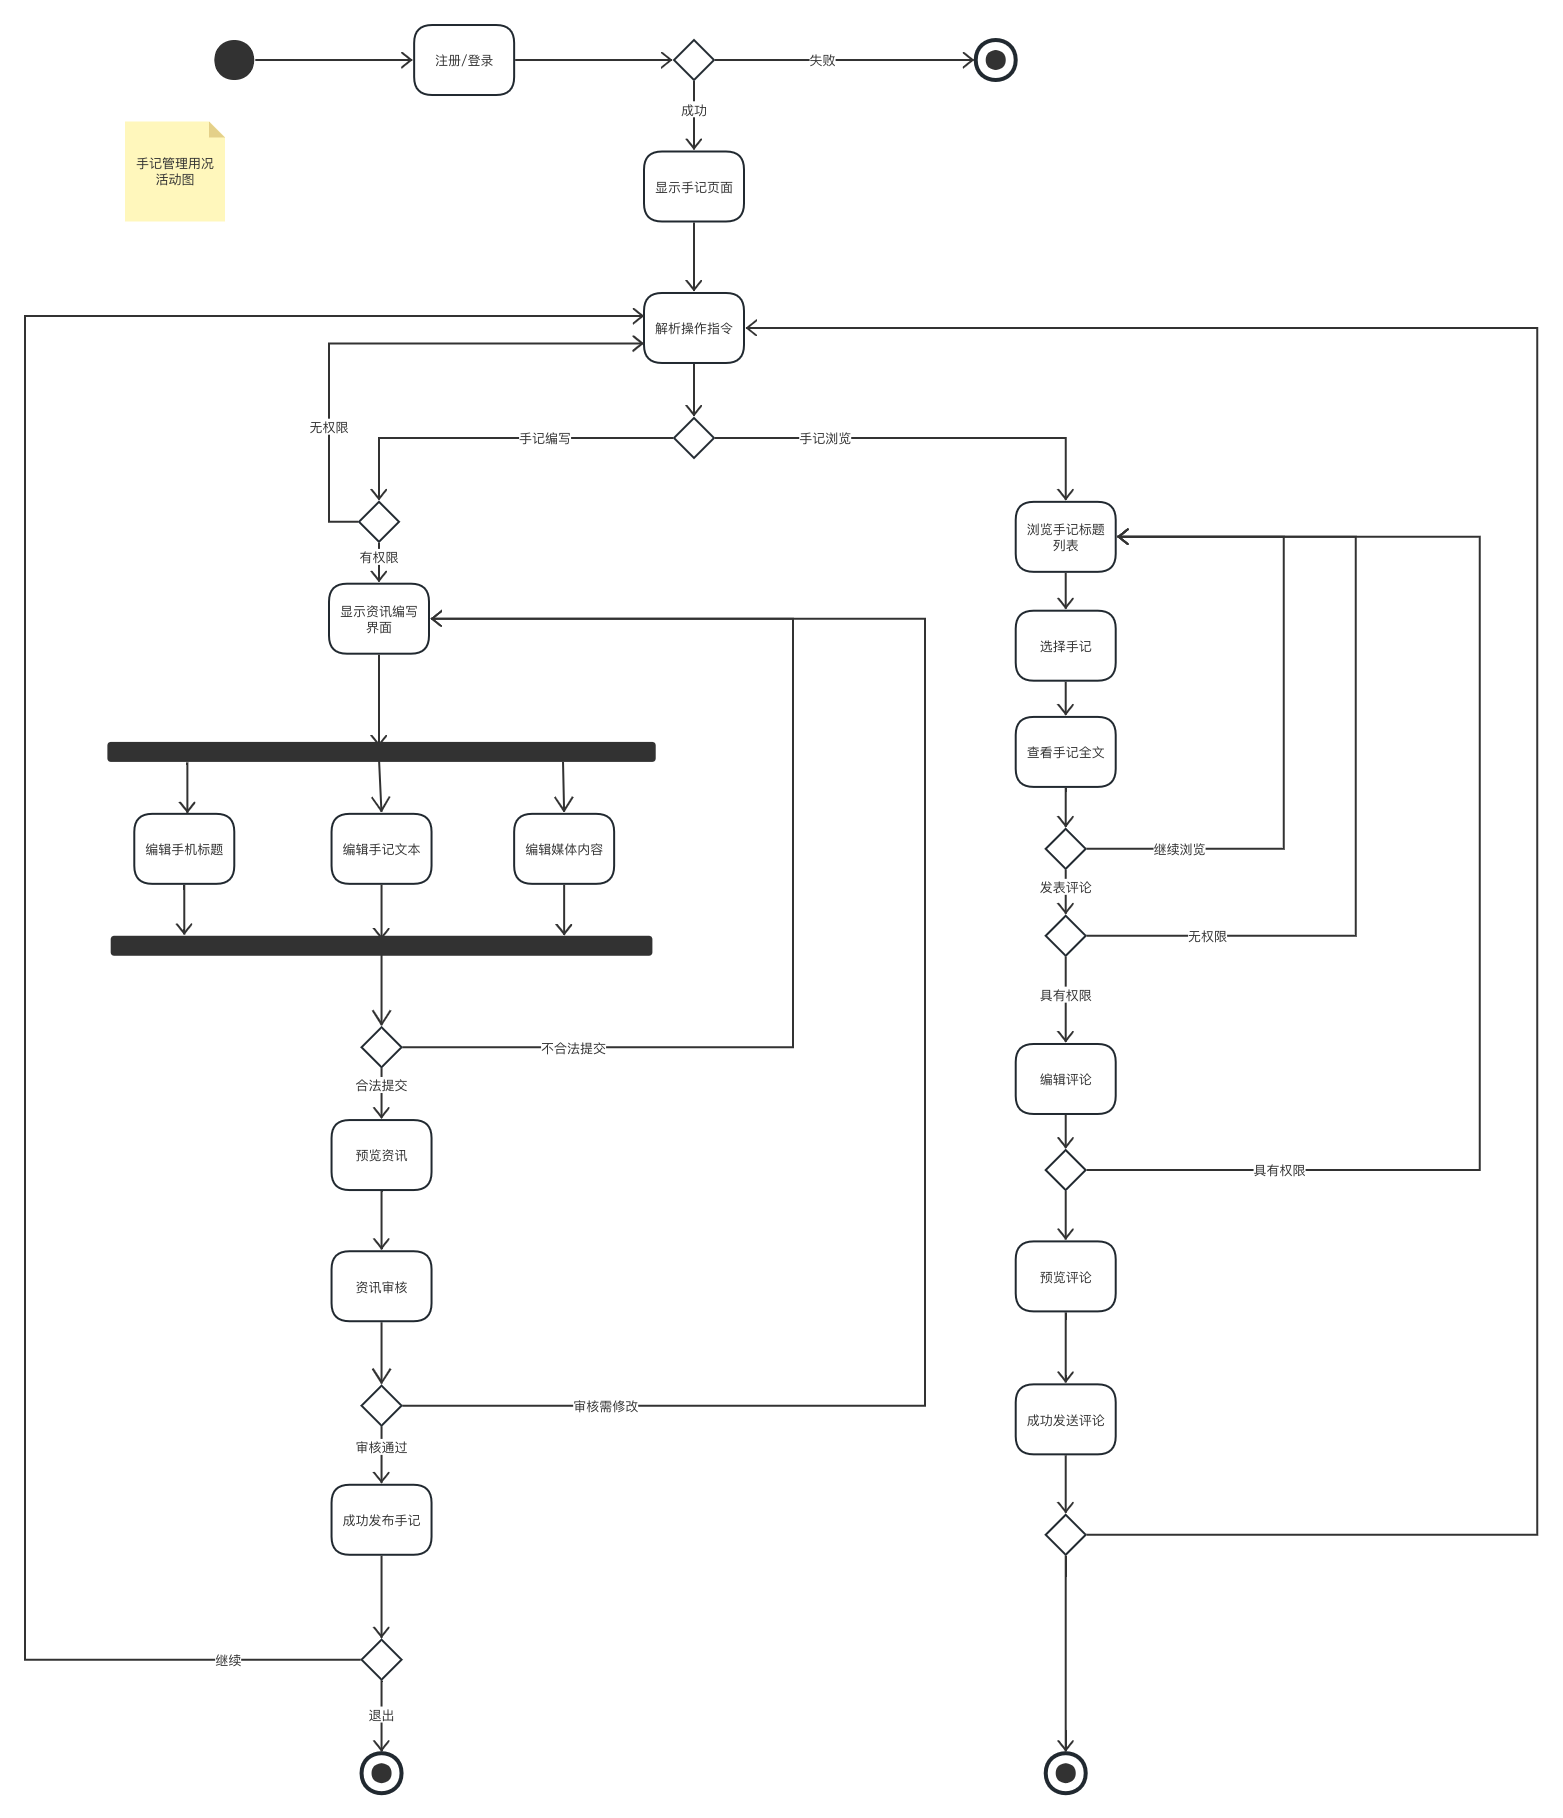 注册/登录
失败
成功
手记管理用况
活动图
显示手记页面
解析操作指令
无权限
手记编写
手记浏览
有权限
浏览手记标题
列表
显示资讯编写
界面
选择手记
查看手记全文
编辑手机标题
编辑手记文本
编辑媒体内容
继续浏览
发表评论
无权限
具有权限
不合法提交
合法提交
编辑评论
预览资讯
具有权限
资讯审核
预览评论
审核需修改
成功发送评论
审核通过
成功发布手记
继续
退出